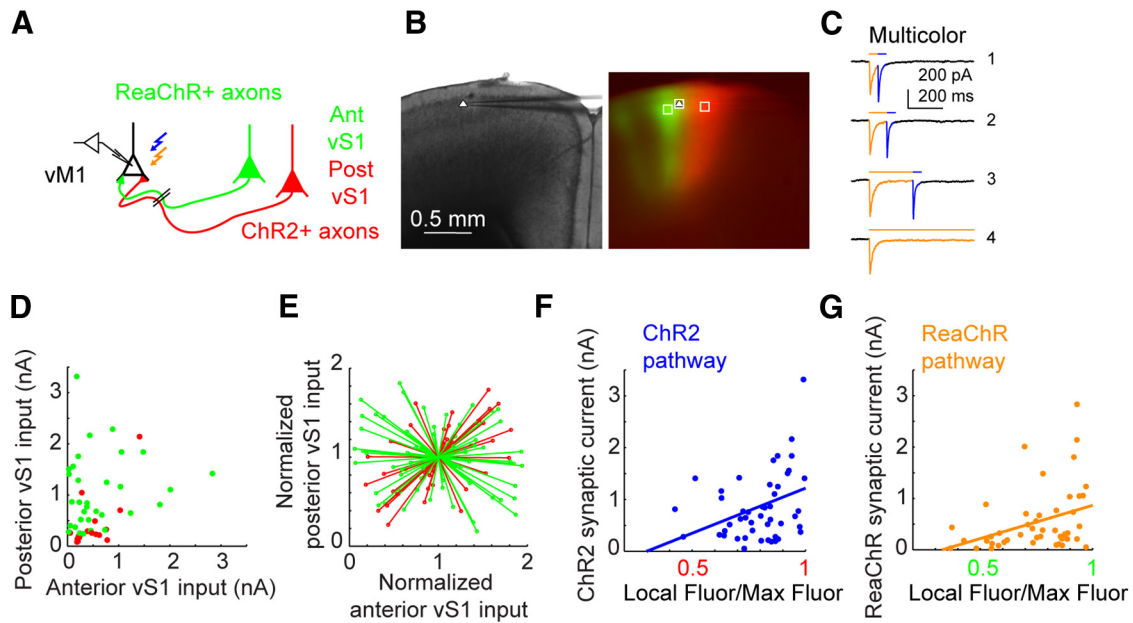 A
ReaChR+ axons
Ant
vS1
Post
vS1
vM1
ChR2+ axons
B
0.5 mm
C
Multicolor
1
200 pA
200 ms
2
3
4
D
Posterior vS1 input (nA)
3
2
1
0
0
1
2
3
Anterior vS1 input (nA)
E
Normalized
posterior vS1 input
2
1
0
0
1
2
Normalized
anterior vS1 input
F
ChR2
pathway
ChR2 synaptic current (nA)
3
2
1
0
0.5
1
Local Fluor/Max Fluor
G
ReaChR
pathway
ReaChR synaptic current (nA)
3
2
1
0
0.5
1
Local Fluor/Max Fluor